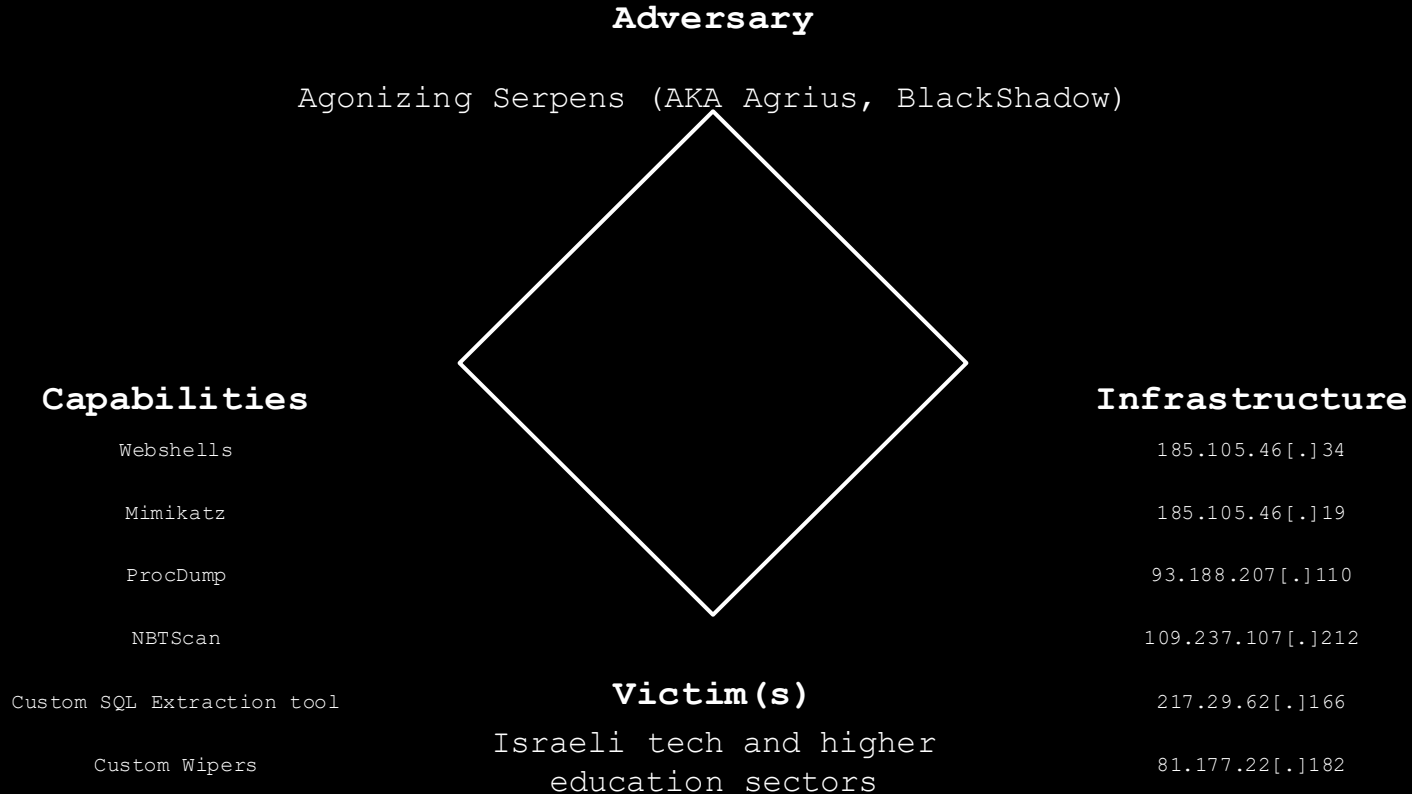 Adversary
Agonizing Serpens (AKA Agrius, BlackShadow)
Capabilities
Webshells
Mimikatz
ProcDump
NBTScan
Custom SQL Extraction tool
Custom Wipers
Infrastructure
185.105.46[.]34
185.105.46[.]19
93.188.207[.]110
109.237.107[.]212
217.29.62[.]166
81.177.22[.]182
Victim(s)
Israeli tech and higher
education sectors